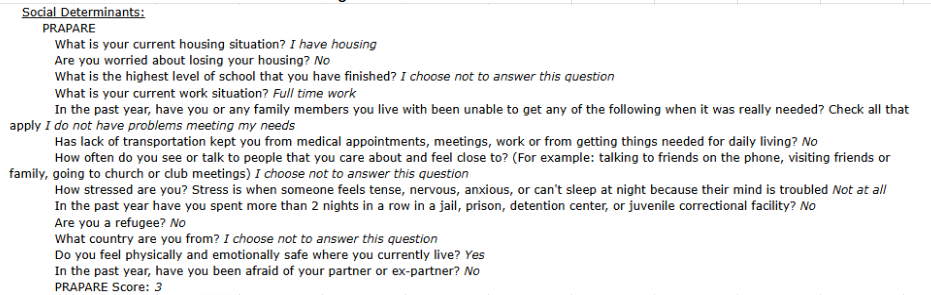 Social Determinants:
PRAPARE
What is your current housing situation? I have housing
Are you worried about losing your housing? No
What is the highest level of school that you have finished? I choose not to answer this question
What is your current work situation? Full time work
In the past year, have you or any family members you live with been unable to get any of the following when it was really needed? Check all that
apply I do not have problems meeting my needs
Has lack of transportation kept you from medical appointments, meetings, work or from getting things needed for daily living? No
How often do you see or talk to people that you care about and feel close to? (For example: talking to friends on the phone, visiting friends or
family, going to church or club meetings) I choose not to answer this question
How stressed are you? Stress is when someone feels tense, nervous, anxious, or can't sleep at night because their mind is troubled Not at all
In the past year have you spent more than 2 nights in a row in a jail, prison, detention center, or juvenile correctional facility? No
Are you a refugee? No
What country are you from? I choose not to answer this question
Do you feel physically and emotionally safe where you currently live? Yes
In the past year, have you been afraid of your partner or ex-partner? No
PRAPARE Score: 3